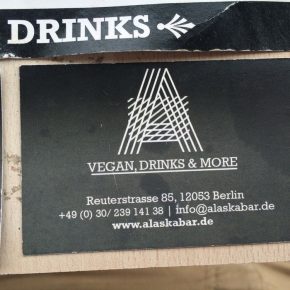 DRINKS
A
VEGAN, DRINKS & MORE
Reuterstrasse 85, 12053 Berlin
+49 (0) 30/ 239 141 38 | info@alaskabar.de
www.alaskabar.de